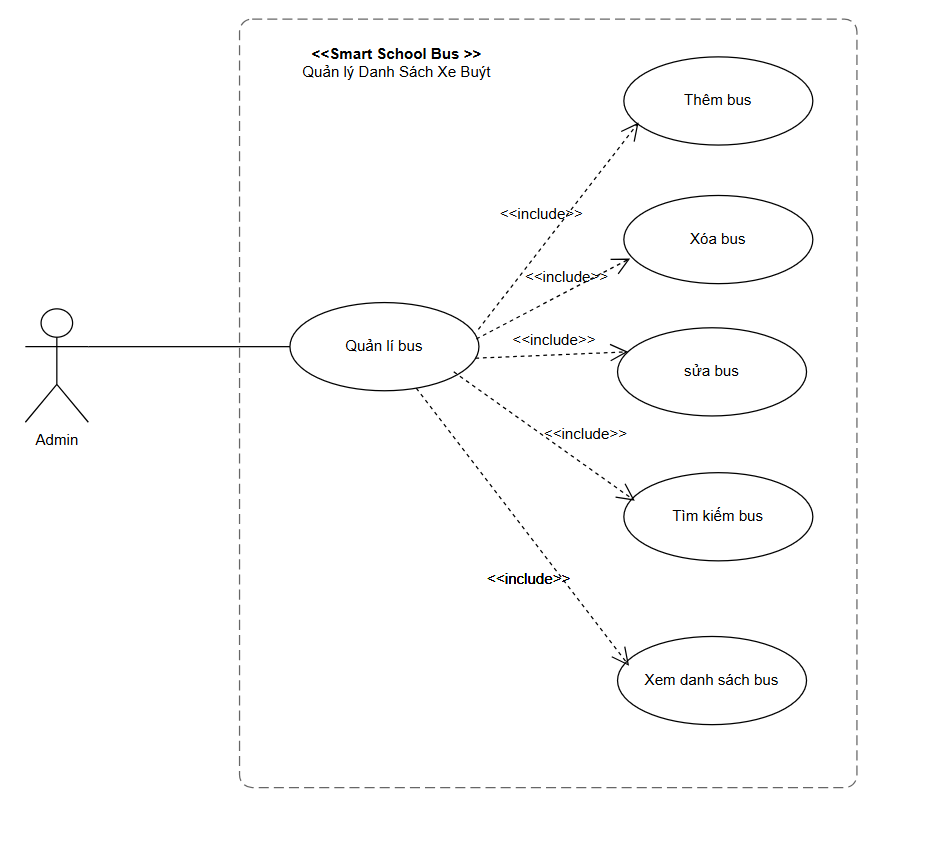 <<Smart School Bus >>
Quản lý Danh Sách Xe Buýt
Thêm bus
<<include>>
Xóa bus
<<include>>
<<include>>
Quản lí bus
sửa bus
Admin
<<include>>
Tìm kiếm bus
<<include>>
Xem danh sách bus